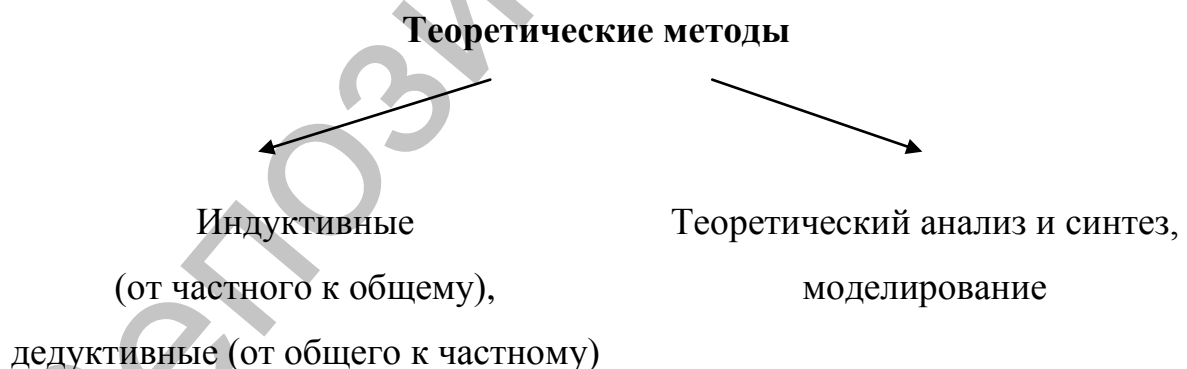 Теоретические методы
Индуктивные
(от частного к общему),
дедуктивные (от общего к частному)
Теоретический анализ и синтез,
моделирование